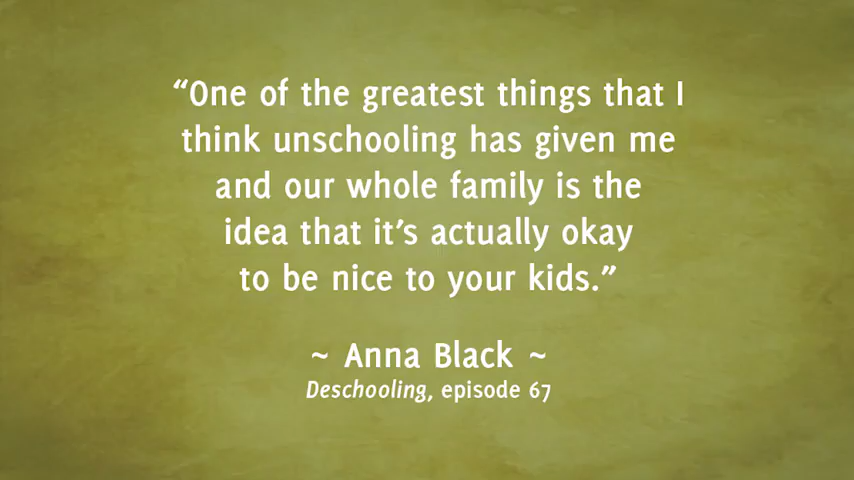 “One of the greatest things that I
think unschooling has given me
and our whole family is the
idea that it’s actually okay
to be nice to your kids.”
~ Anna Black ~
Deschooling, episode 67